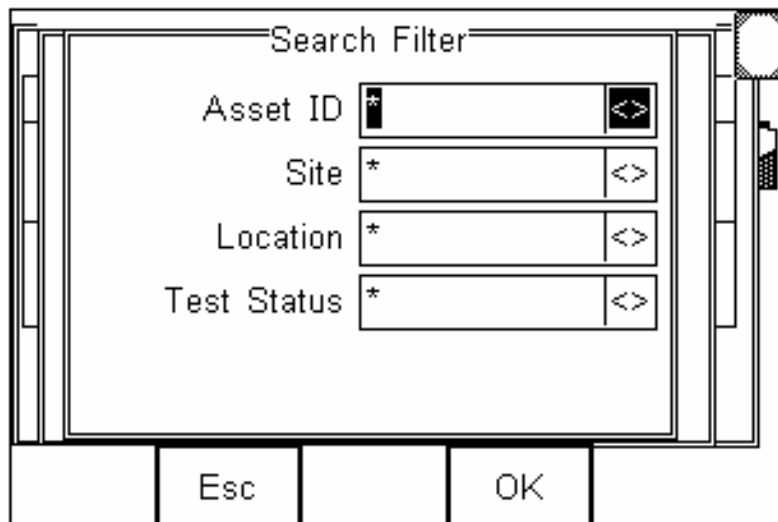 Search Filter
Asset ID * <>
Site * <>
Location * <>
Test Status * <>
Esc OK